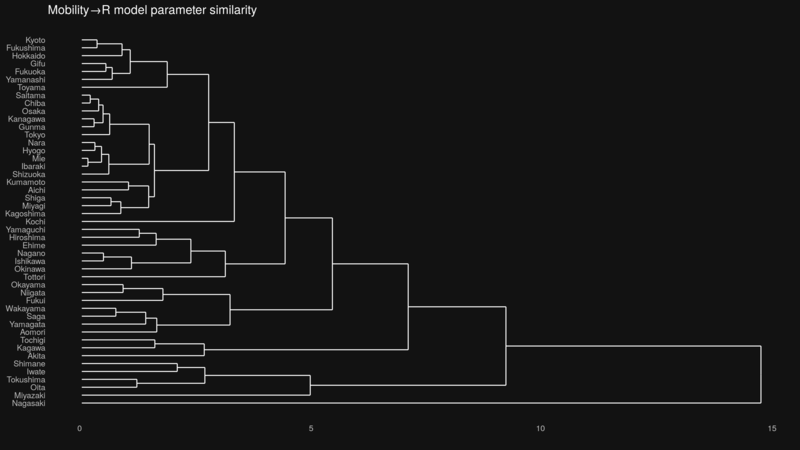 Mobility→R model parameter similarity
Kyoto
Fukushima
Hokkaido
Gifu
Fukuoka
Yamanashi
Toyama
Saitama
Chiba
Osaka
Kanagawa
Gunma
Tokyo
Nara
Hyogo
Mie
Ibaraki
Shizuoka
Kumamoto
Aichi
Shiga
Miyagi
Kagoshima
Kochi
Yamaguchi
Hiroshima
Ehime
Nagano
Ishikawa
Okinawa
Tottori
Okayama
Niigata
Fukui
Wakayama
Saga
Yamagata
Aomori
Tochigi
Kagawa
Akita
Shimane
Iwate
Tokushima
Oita
Miyazaki
Nagasaki
0 5 10 15